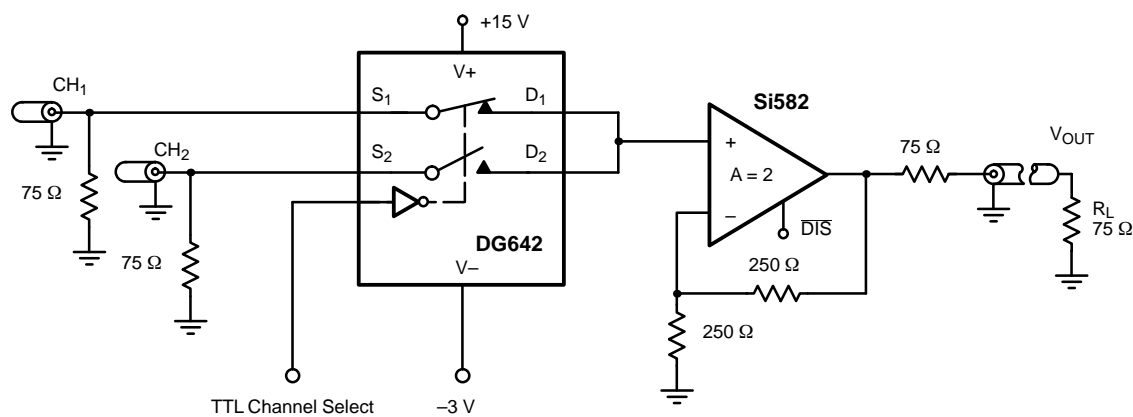 +15 V
CH1
V+
S1
D1
Si582
CH2
S2
D2
+
75 Ω
VOUT
75 Ω
A = 2
–
DIS
RL
75 Ω
DG642
75 Ω
V–
250 Ω
250 Ω
TTL Channel Select
–3 V